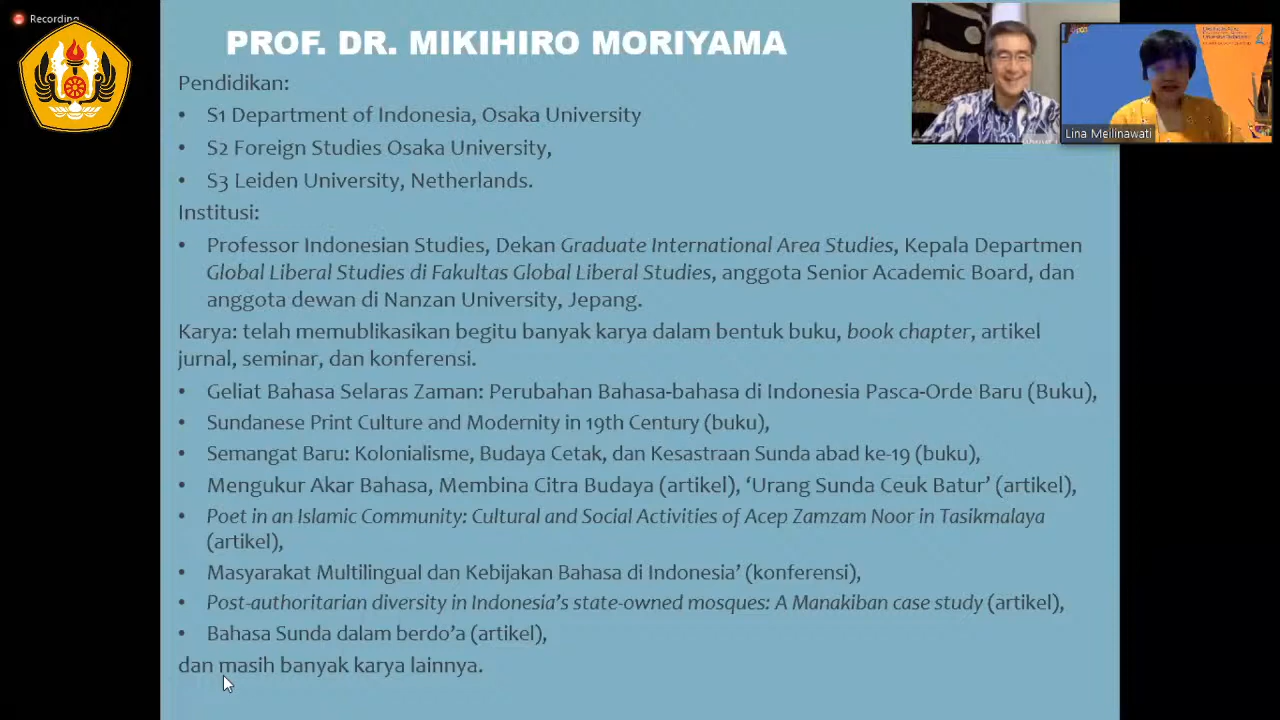 Recording
PROF. DR. MIKIHIRO MORIYAMA
Pendidikan:
• S1 Department of Indonesia, Osaka University
• S2 Foreign Studies Osaka University,
• S3 Leiden University, Netherlands.
Institusi:
• Professor Indonesian Studies, Dekan Graduate International Area Studies, Kepala Departmen
Global Liberal Studies di Fakultas Global Liberal Studies, anggota Senior Academic Board, dan
anggota dewan di Nanzan University, Jepang.
Karya: telah memublikasikan begitu banyak karya dalam bentuk buku, book chapter, artikel
jurnal, seminar, dan konferensi.
• Geliat Bahasa Selaras Zaman: Perubahan Bahasa-bahasa di Indonesia Pasca-Orde Baru (Buku),
• Sundanese Print Culture and Modernity in 19th Century (buku),
• Semangat Baru: Kolonialisme, Budaya Cetak, dan Kesastraan Sunda abad ke-19 (buku),
• Mengukur Akar Bahasa, Membina Citra Budaya (artikel), ‘Urang Sunda Ceuk Batur’ (artikel),
• Poet in an Islamic Community: Cultural and Social Activities of Acep Zamzam Noor in Tasikmalaya
(artikel),
• Masyarakat Multilingual dan Kebijakan Bahasa di Indonesia’ (konferensi),
• Post-authoritarian diversity in Indonesia’s state-owned mosques: A Manakiban case study (artikel),
• Bahasa Sunda dalam berdo’a (artikel),
dan masih banyak karya lainnya.
Lina Meilinawati